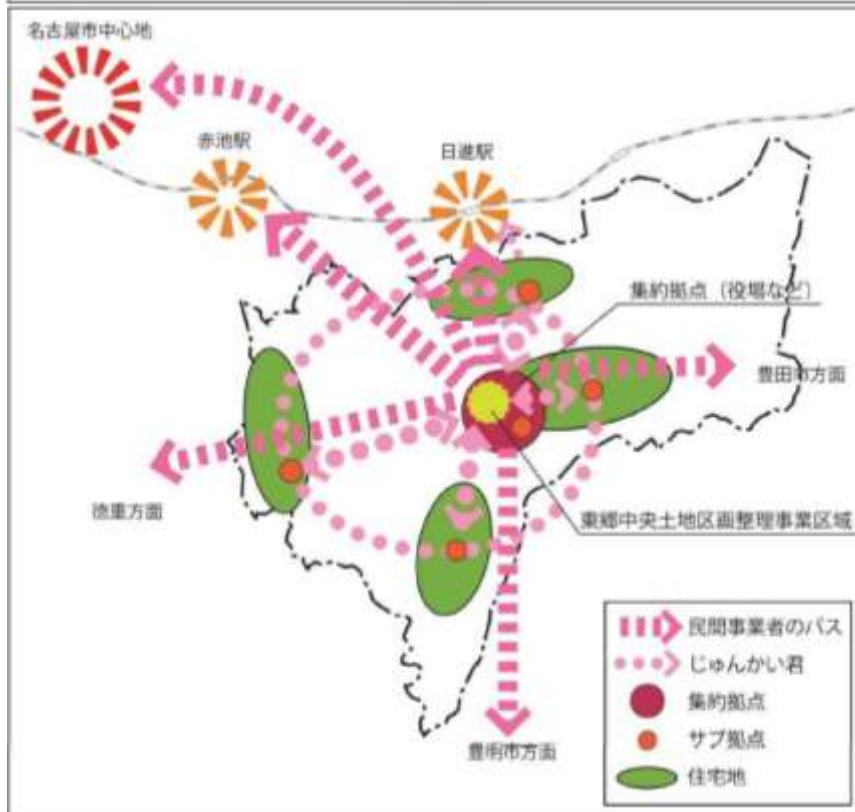 名古屋市中心地
赤池駅
日進駅
集約拠点（役場など）
豊田市方面
徳重方面
東郷中央土地区画整理事業区域
豊明市方面
民間事業者のバス
じゅんかい君
集約拠点
サブ拠点
住宅地